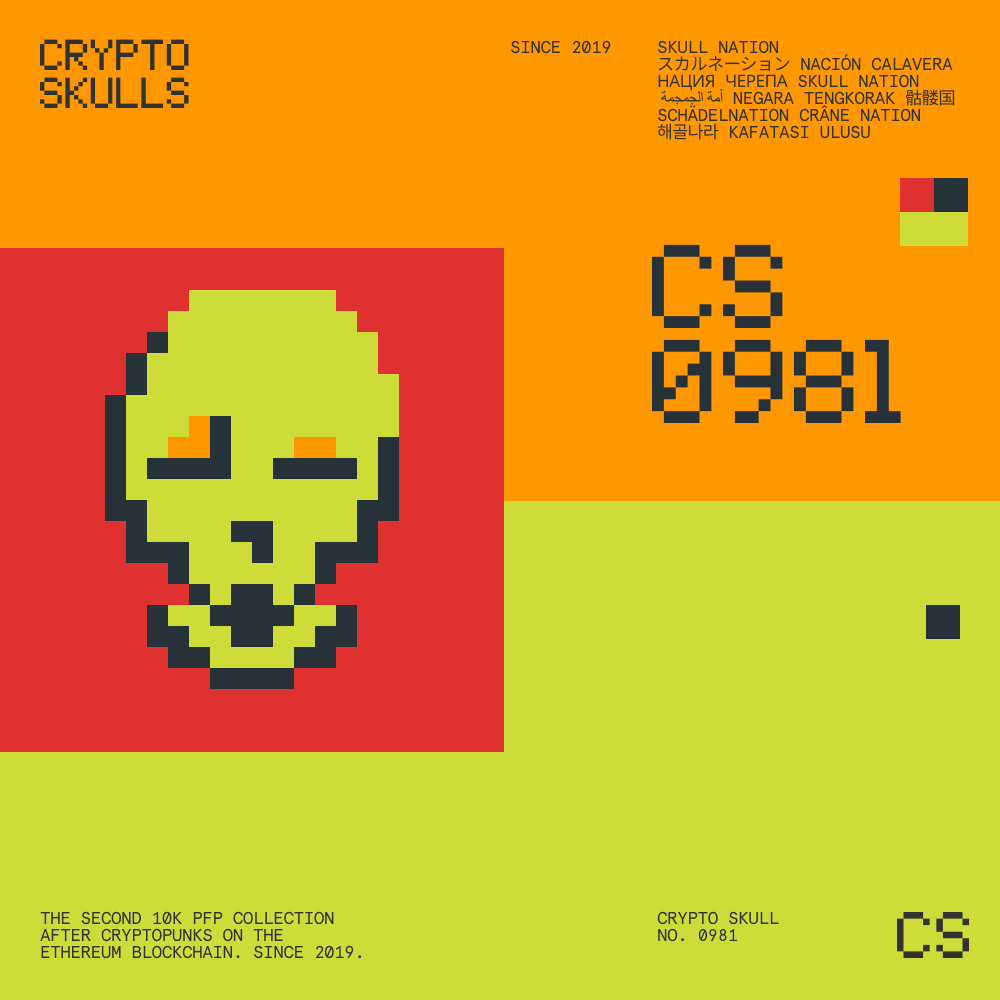 CRYPTO
SKULLS
SINCE 2019
SKULL NATION
スカルネーション NACIÓN CALAVERA
НАЦИЯ ЧЕРЕПА SKULL NATION
أمة الجمجمة NEGARA TENGKORAK 骷髅国
SCHÄDELNATION CRÂNE NATION
해골나라 KAFATASI ULUSU
CS
0981
THE SECOND 10K PFP COLLECTION
AFTER CRYPTOPUNKS ON THE
ETHEREUM BLOCKCHAIN. SINCE 2019.
CRYPTO SKULL
NO. 0981
CS